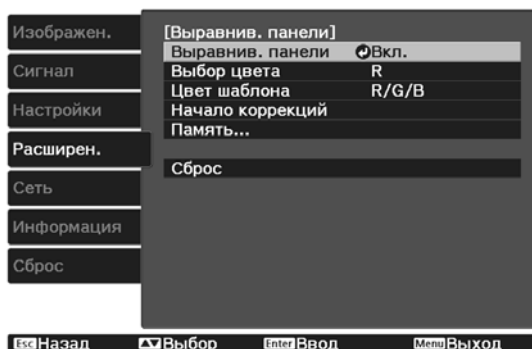 Изображен.
Сигнал
Настройки
Расширен.
Сеть
Информация
Сброс
[Выравнив. панели]
Выравнив. панели Вкл.
Выбор цвета R
Цвет шаблона R/G/B
Начало коррекций
Память...
Сброс
Esc Назад Выбор Enter Ввод Menu Выход